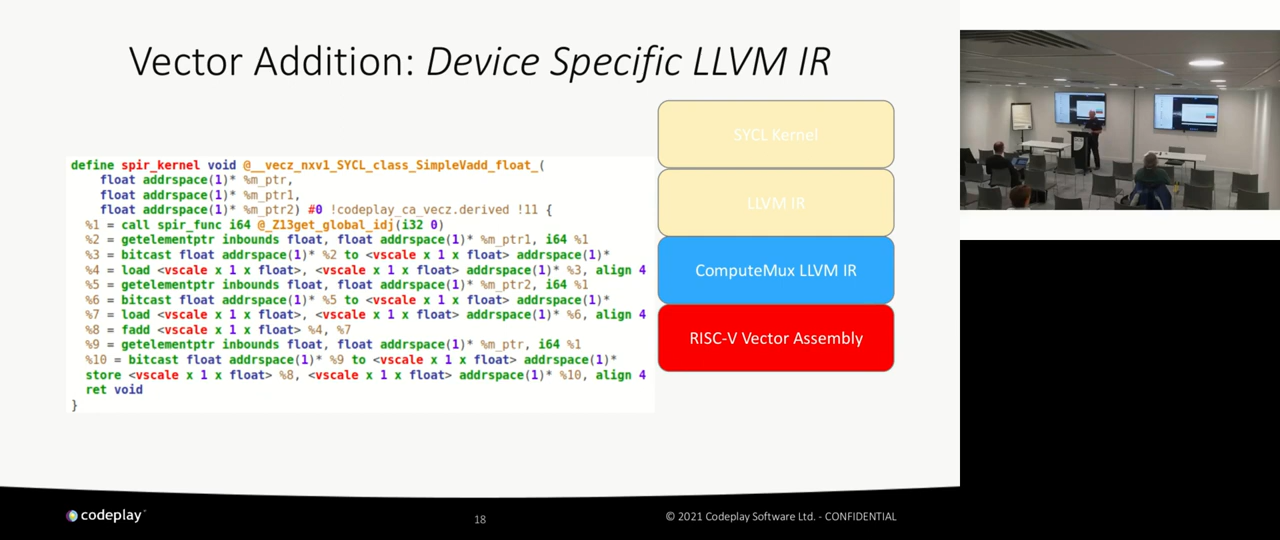 Vector Addition: Device Specific LLVM IR
define spir_kernel void @__vecz_nxv1_SYCL_class_SimpleVadd_float_(
float addrspace(1)* %m_ptr,
float addrspace(1)* %m_ptr1,
float addrspace(1)* %m_ptr2) #0 !codeplay_ca_vecz.derived !11 {
%1 = call spir_func i64 @_Z13get_global_idj(i32 0)
%2 = getelementptr inbounds float, float addrspace(1)* %m_ptr1, i64 %1
%3 = bitcast float addrspace(1)* %2 to <vscale x 1 x float> addrspace(1)*
%4 = load <vscale x 1 x float>, <vscale x 1 x float> addrspace(1)* %3, align 4
%5 = getelementptr inbounds float, float addrspace(1)* %m_ptr2, i64 %1
%6 = bitcast float addrspace(1)* %5 to <vscale x 1 x float> addrspace(1)*
%7 = load <vscale x 1 x float>, <vscale x 1 x float> addrspace(1)* %6, align 4
%8 = fadd <vscale x 1 x float> %4, %7
%9 = getelementptr inbounds float, float addrspace(1)* %m_ptr, i64 %1
%10 = bitcast float addrspace(1)* %9 to <vscale x 1 x float> addrspace(1)*
store <vscale x 1 x float> %8, <vscale x 1 x float> addrspace(1)* %10, align 4
ret void
}
SYCL Kernel
LLVM IR
ComputeMux LLVM IR
RISC-V Vector Assembly
codeplay
18
© 2021 Codeplay Software Ltd. - CONFIDENTIAL